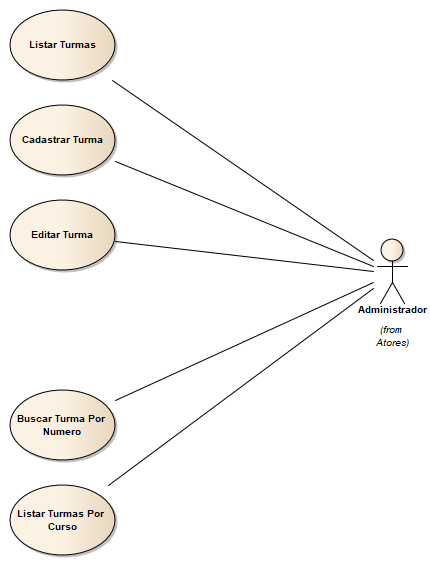 Listar Turmas
Cadastrar Turma
Editar Turma
Administrador
(from
Atores)
Buscar Turma Por
Numero
Listar Turmas Por
Curso